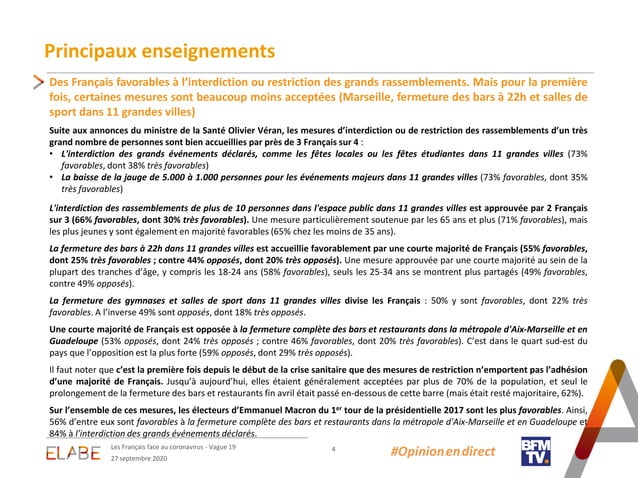 Principaux enseignements
Des Français favorables à l'interdiction ou restriction des grands rassemblements. Mais pour la première
fois, certaines mesures sont beaucoup moins acceptées (Marseille, fermeture des bars à 22h et salles de
sport dans 11 grandes villes)
Suite aux annonces du ministre de la Santé Olivier Véran, les mesures d'interdiction ou de restriction des rassemblements d'un très
grand nombre de personnes sont bien accueillies par près de 3 Français sur 4 :
• L'interdiction des grands événements déclarés, comme les fêtes locales ou les fêtes étudiantes dans 11 grandes villes (73%
favorables, dont 38% très favorables)
• La baisse de la jauge de 5.000 à 1.000 personnes pour les événements majeurs dans 11 grandes villes (73% favorables, dont 35%
très favorables)
L'interdiction des rassemblements de plus de 10 personnes dans l'espace public dans 11 grandes villes est approuvée par 2 Français
sur 3 (66% favorables, dont 30% très favorables). Une mesure particulièrement soutenue par les 65 ans et plus (71% favorables), mais
les plus jeunes y sont également en majorité favorables (65% chez les moins de 35 ans).
La fermeture des bars à 22h dans 11 grandes villes est accueillie favorablement par une courte majorité de Français (55% favorables,
dont 25% très favorables ; contre 44% opposés, dont 20% très opposés). Une mesure approuvée par une courte majorité au sein de la
plupart des tranches d'âge, y compris les 18-24 ans (58% favorables), seuls les 25-34 ans se montrent plus partagés (49% favorables,
contre 49% opposés).
La fermeture des gymnases et salles de sport dans 11 grandes villes divise les Français : 50% y sont favorables, dont 22% très
favorables. A l'inverse 49% sont opposés, dont 18% très opposés.
Une courte majorité de Français est opposée à la fermeture complète des bars et restaurants dans la métropole d'Aix-Marseille et en
Guadeloupe (53% opposés, dont 24% très opposés ; contre 46% favorables, dont 20% très favorables). C'est dans le quart sud-est du
pays que l'opposition est la plus forte (59% opposés, dont 29% très opposés).
Il faut noter que c'est la première fois depuis le début de la crise sanitaire que des mesures de restriction n'emportent pas l'adhésion
d'une majorité de Français. Jusqu'à aujourd'hui, elles étaient généralement acceptées par plus de 70% de la population, et seul le
prolongement de la fermeture des bars et restaurants fin avril était passé en-dessous de cette barre (mais était resté majoritaire, 62%).
Sur l'ensemble de ces mesures, les électeurs d'Emmanuel Macron du 1er tour de la présidentielle 2017 sont les plus favorables. Ainsi,
56% d'entre eux sont favorables à la fermeture complète des bars et restaurants dans la métropole d'Aix-Marseille et en Guadeloupe et
84% à l'interdiction des grands événements déclarés.
ELABE
Les Français face au coronavirus - Vague 19
27 septembre 2020
4
#Opinion en direct
BFM
TV.